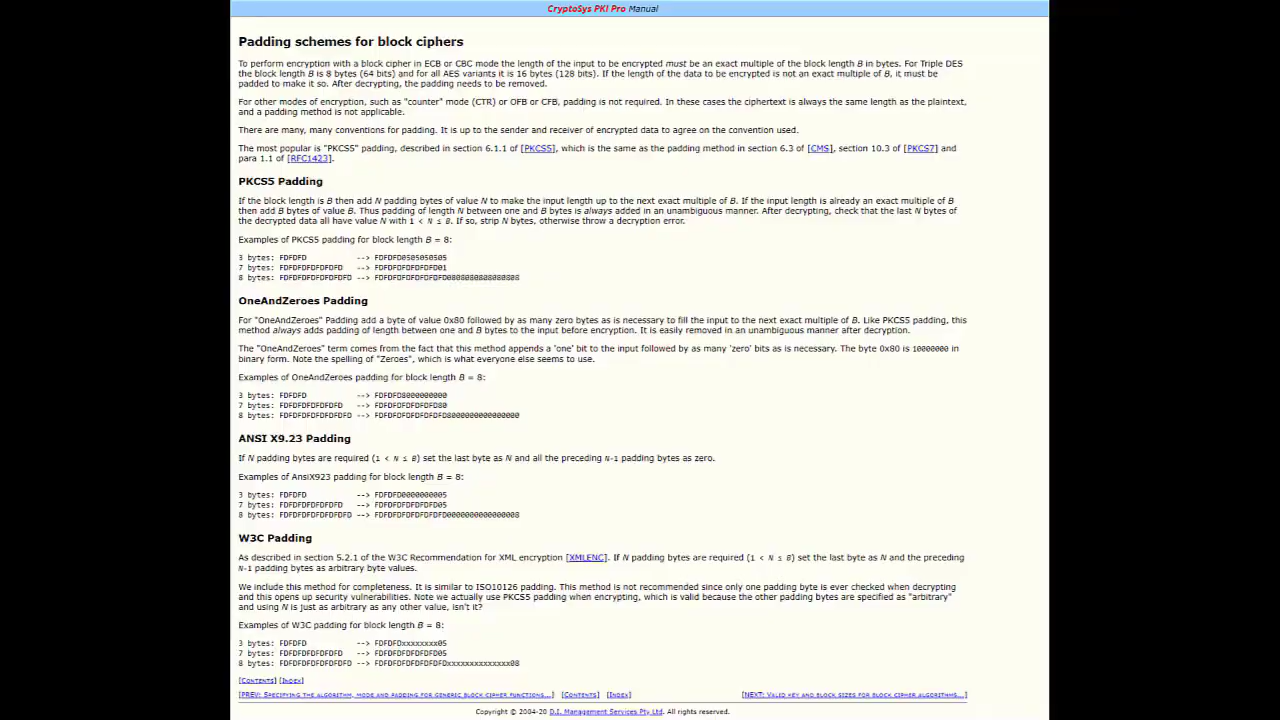 CryptoSys PKI Pro Manual
Padding schemes for block ciphers
To perform encryption with a block cipher in ECB or CBC mode the length of the input to be encrypted must be an exact multiple of the block length B in bytes. For Triple DES
the block length B is 8 bytes (64 bits) and for all AES variants it is 16 bytes (128 bits). If the length of the data to be encrypted is not an exact multiple of B, it must be
padded to make it so. After decrypting, the padding needs to be removed.
For other modes of encryption, such as "counter" mode (CTR) or OFB or CFB, padding is not required. In these cases the ciphertext is always the same length as the plaintext,
and a padding method is not applicable.
There are many, many conventions for padding. It is up to the sender and receiver of encrypted data to agree on the convention used.
The most popular is "PKCS5" padding, described in section 6.1.1 of [PKCS5], which is the same as the padding method in section 6.3 of [CMS], section 10.3 of [PKCS7] and
para 1.1 of [RFC1423].
PKCS5 Padding
If the block length is B then add N padding bytes of value N to make the input length up to the next exact multiple of B. If the input length is already an exact multiple of B
then add B bytes of value B. Thus padding of length N between one and B bytes is always added in an unambiguous manner. After decrypting, check that the last N bytes of
the decrypted data all have value N with 1 < N ≤ B. If so, strip N bytes, otherwise throw a decryption error.
Examples of PKCS5 padding for block length B = 8:
3 bytes: FDFDFD --> FDFDFD0505050505
7 bytes: FDFDFDFDFDFDFD --> FDFDFDFDFDFDFD01
8 bytes: FDFDFDFDFDFDFDFD --> FDFDFDFDFDFDFDFD0808080808080808
OneAndZeroes Padding
For "OneAndZeroes" Padding add a byte of value 0x80 followed by as many zero bytes as is necessary to fill the input to the next exact multiple of B. Like PKCS5 padding, this
method always adds padding of length between one and B bytes to the input before encryption. It is easily removed in an unambiguous manner after decryption.
The "OneAndZeroes" term comes from the fact that this method appends a 'one' bit to the input followed by as many 'zero' bits as is necessary. The byte 0x80 is 10000000 in
binary form. Note the spelling of "Zeroes", which is what everyone else seems to use.
Examples of OneAndZeroes padding for block length B = 8:
3 bytes: FDFDFD --> FDFDFD8000000000
7 bytes: FDFDFDFDFDFDFD --> FDFDFDFDFDFDFD80
8 bytes: FDFDFDFDFDFDFDFD --> FDFDFDFDFDFDFDFD8000000000000000
ANSI X9.23 Padding
If N padding bytes are required (1 < N ≤ B) set the last byte as N and all the preceding N-1 padding bytes as zero.
Examples of AnsiX923 padding for block length B = 8:
3 bytes: FDFDFD --> FDFDFD0000000005
7 bytes: FDFDFDFDFDFDFD --> FDFDFDFDFDFDFD05
8 bytes: FDFDFDFDFDFDFDFD --> FDFDFDFDFDFDFDFD0000000000000008
W3C Padding
As described in section 5.2.1 of the W3C Recommendation for XML encryption [XMLENC]. If N padding bytes are required (1 < N ≤ B) set the last byte as N and the preceding
N-1 padding bytes as arbitrary byte values.
We include this method for completeness. It is similar to ISO10126 padding. This method is not recommended since only one padding byte is ever checked when decrypting
and this opens up security vulnerabilities. Note we actually use PKCS5 padding when encrypting, which is valid because the other padding bytes are specified as "arbitrary"
and using N is just as arbitrary as any other value, isn't it?
Examples of W3C padding for block length B = 8:
3 bytes: FDFDFD --> FDFDFDxxxxxxxx05
7 bytes: FDFDFDFDFDFDFD --> FDFDFDFDFDFDFD05
8 bytes: FDFDFDFDFDFDFDFD --> FDFDFDFDFDFDFDFDxxxxxxxxxxxxxx08
[Contents] [Index]
[PREV: Specifying the algorithm, mode and padding for generic block cipher functions...] [Contents] [Index] [NEXT: Valid key and block sizes for block cipher algorithms...]
Copyright © 2004-20 D.I. Management Services Pty Ltd. All rights reserved.